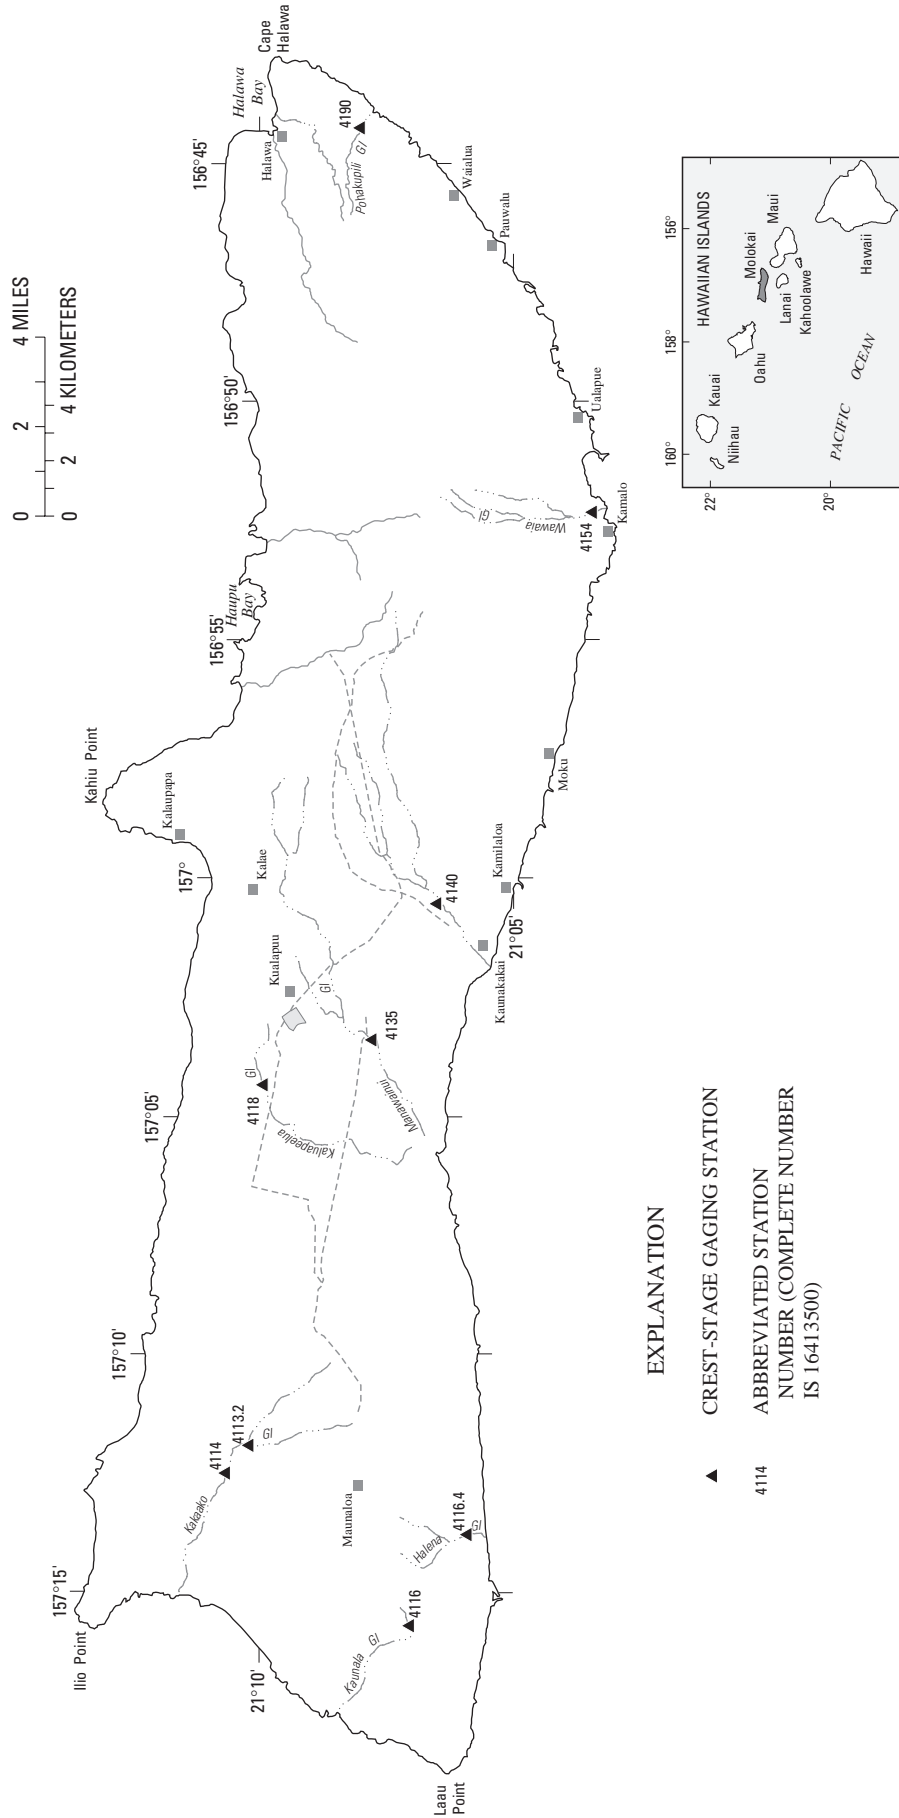 0 2 4 MILES
0 2 4 KILOMETERS
157°15'
157°10'
157°05'
157°
156°55'
156°50'
156°45'
Ilio Point
Kahiu Point
Kalaupapa
Haupu
Bay
Halawa
Bay
Cape
Halawa
Halawa
21°10'
Kakaako
4114
4113.2
Gl
Kaunala
Gl
4116
Halena
4116.4
Gl
Maunaloa
Laau
Point
4118
Gl
Kaluapeelua
Kualapuu
Kalae
Gl
4135
Manawainui
4140
Kaunakakai
21°05'
Kamilaloa
Moku
Gl
Wawaia
4154
Kamalo
Ualapue
Pauwalu
Waialua
Pohakupili Gl
4190
EXPLANATION
CREST-STAGE GAGING STATION
4114
ABBREVIATED STATION
NUMBER (COMPLETE NUMBER
IS 16413500)
160°
158°
156°
22°
20°
HAWAIIAN ISLANDS
Niihau
Kauai
Oahu
Molokai
Lanai
Maui
Kahoolawe
Hawaii
PACIFIC OCEAN